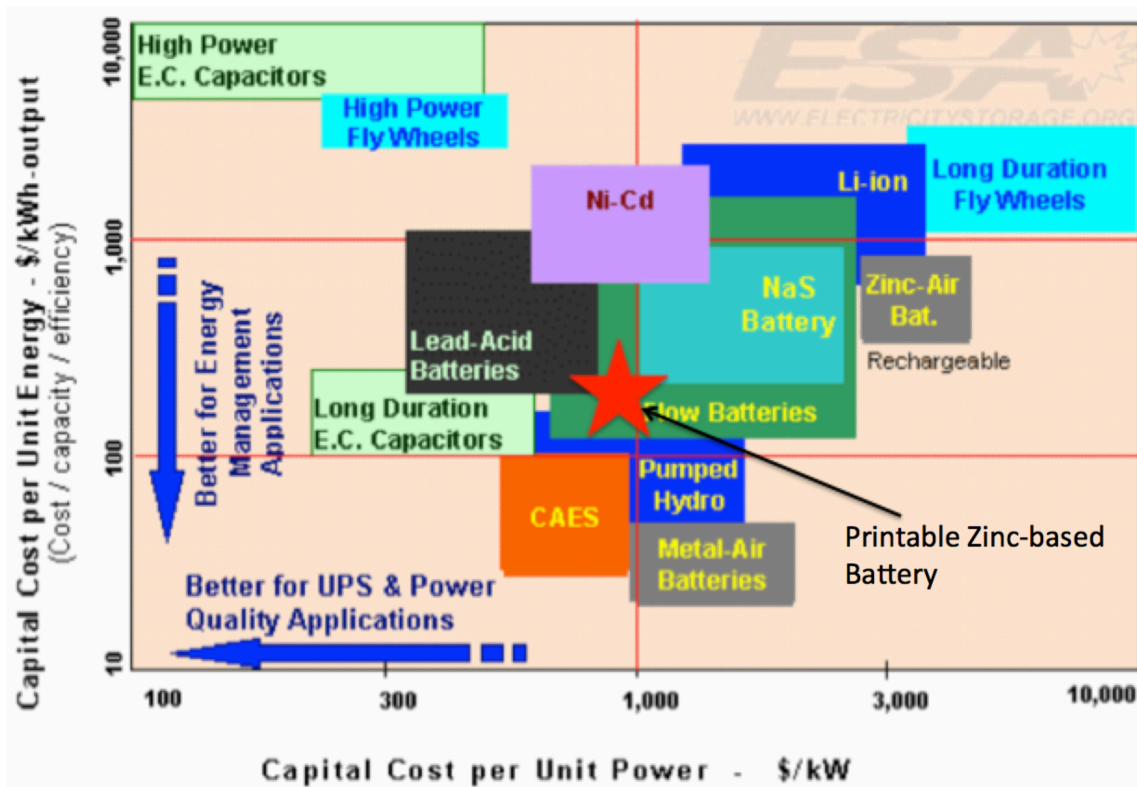 High Power
E.C. Capacitors
ESA
WWW.ELECTRICITYSTORAGE.ORG
High Power
Fly Wheels
Long Duration
Fly Wheels
Li-ion
Ni-Cd
Zinc-Air
Bat.
Rechargeable
NaS
Battery
Lead-Acid
Batteries
Flow Batteries
Long Duration
E.C. Capacitors
Pumped
Hydro
CAES
Metal-Air
Batteries
Printable Zinc-based
Battery
Better for Energy
Management
Applications
Better for UPS & Power
Quality Applications
Capital Cost per Unit Energy - $/kWh-output
(Cost / capacity / efficiency)
10,000
1,000
100
10
100
300
1,000
3,000
10,000
Capital Cost per Unit Power - $/kW